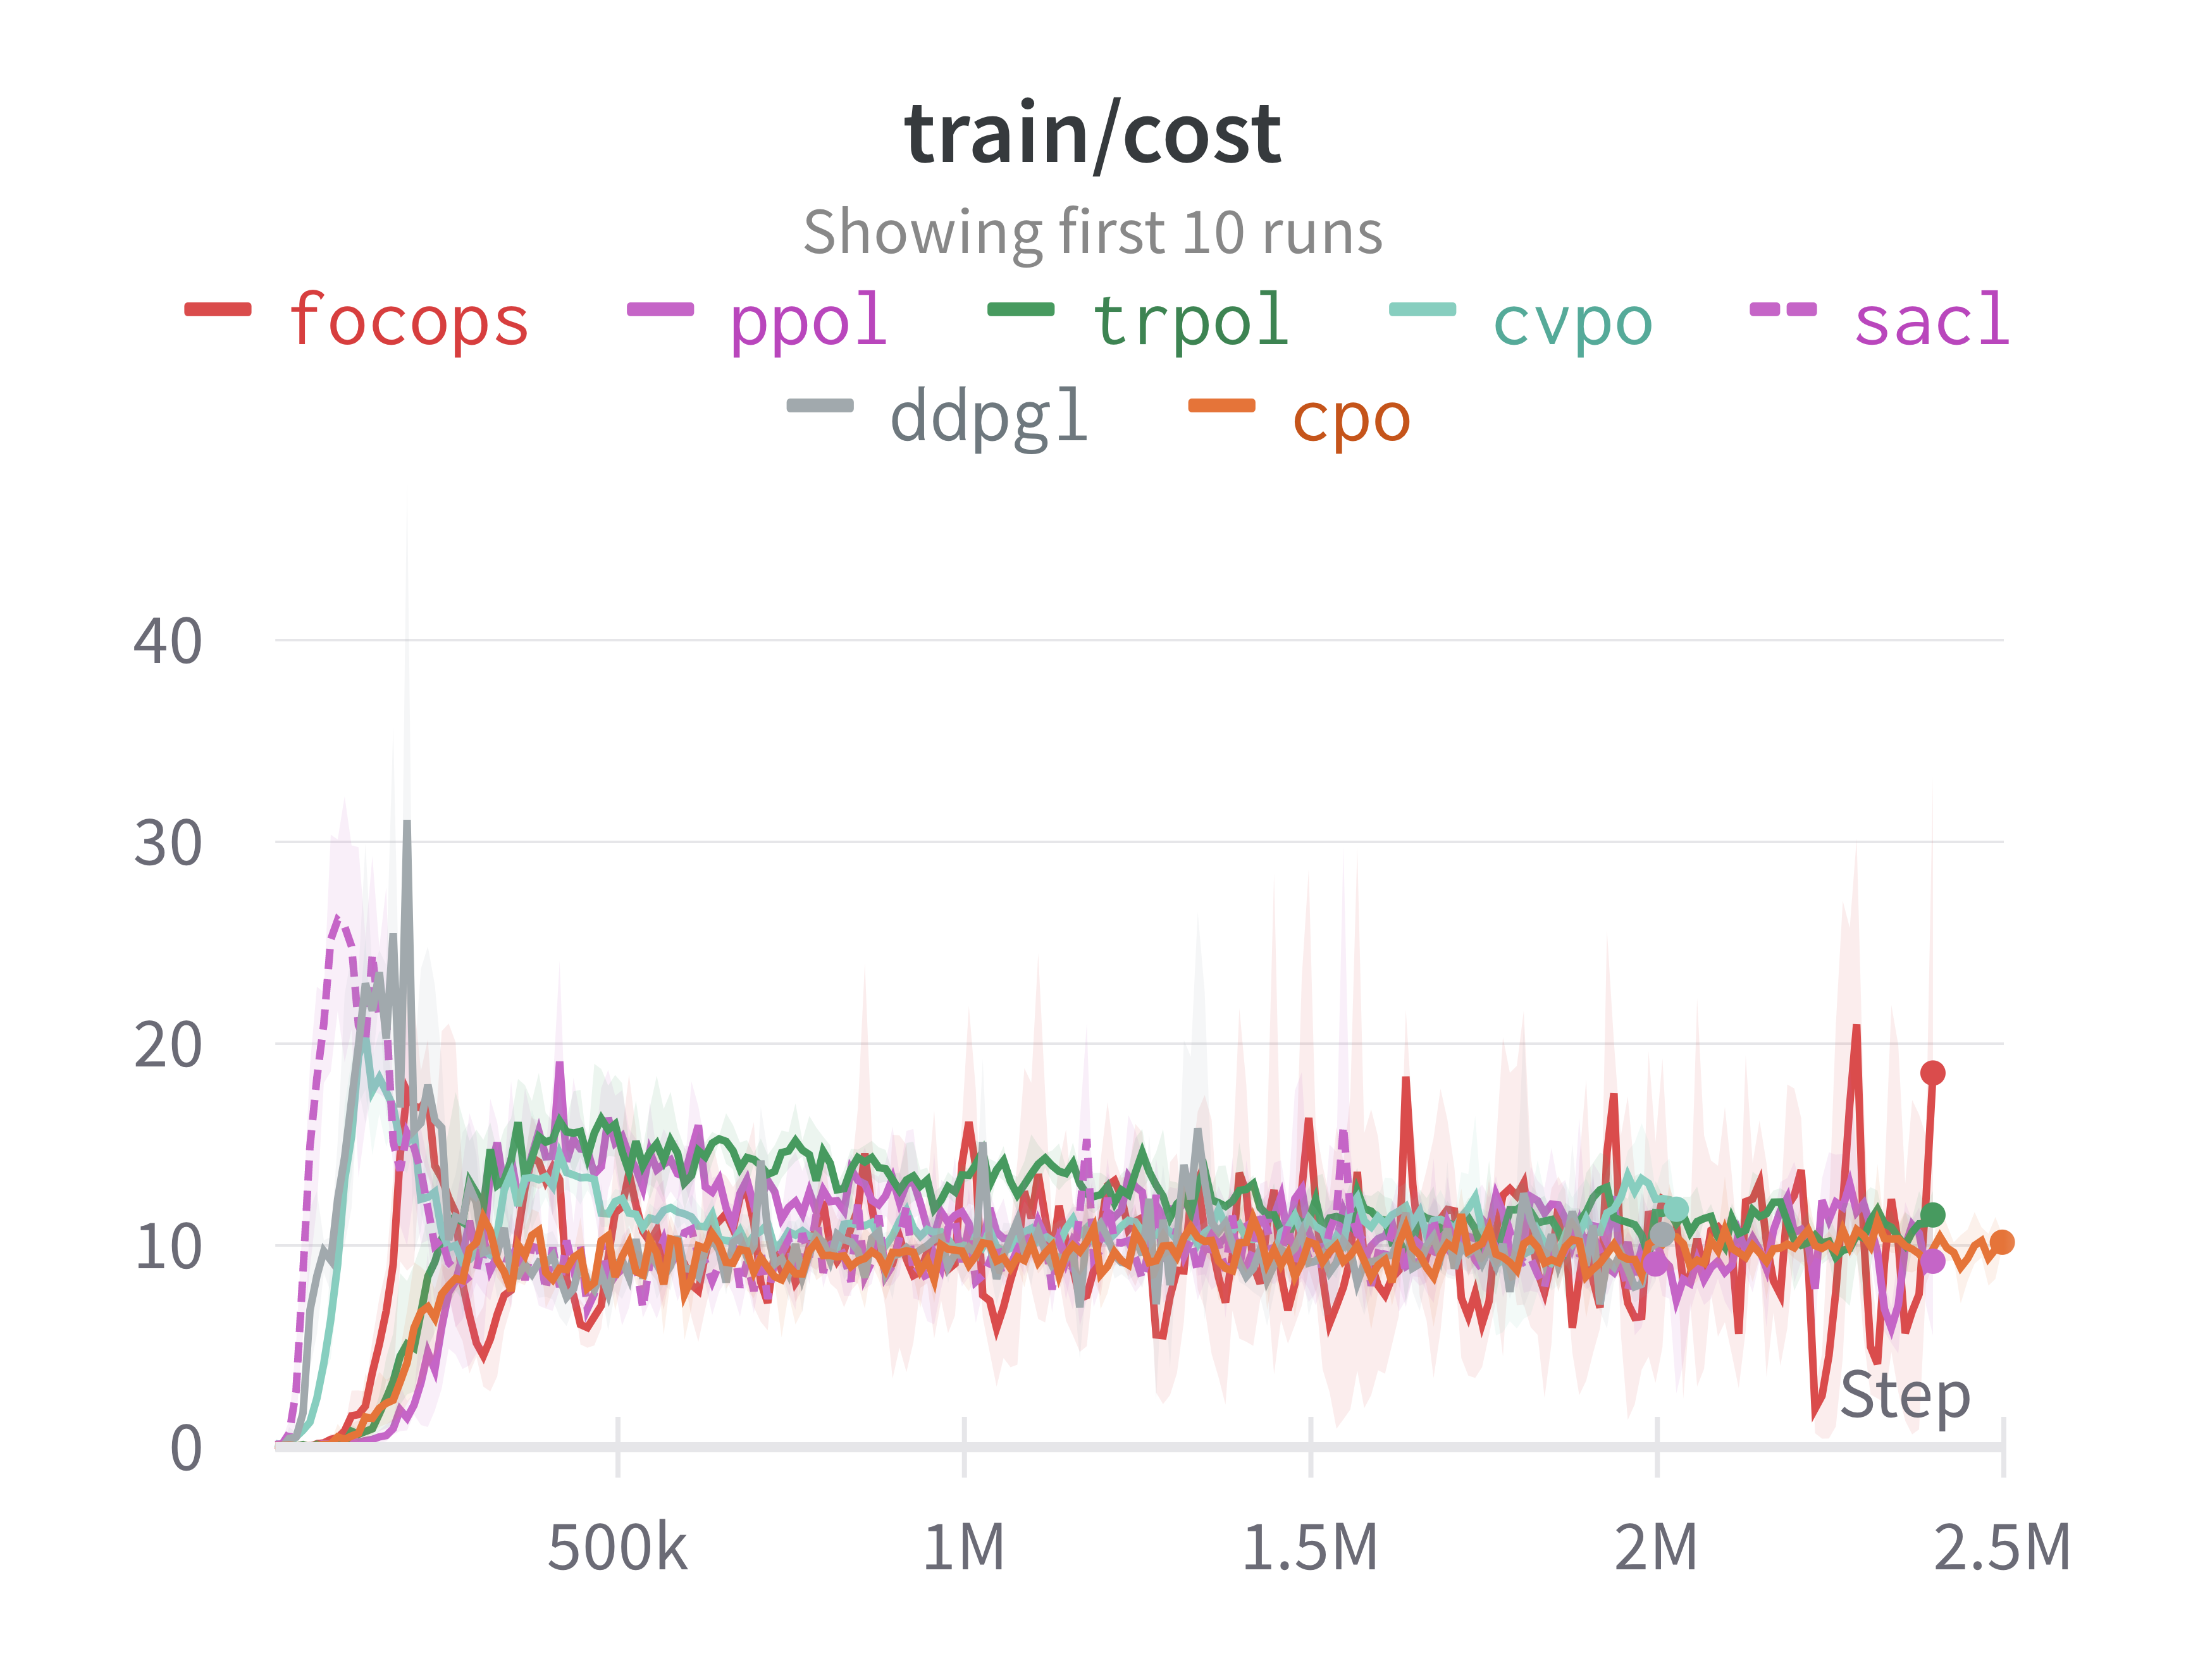 train/cost
Showing first 10 runs
focops ppol trpol cvpo sacl
ddpgl cpo
40
30
20
10
0
Step
500k 1M 1.5M 2M 2.5M